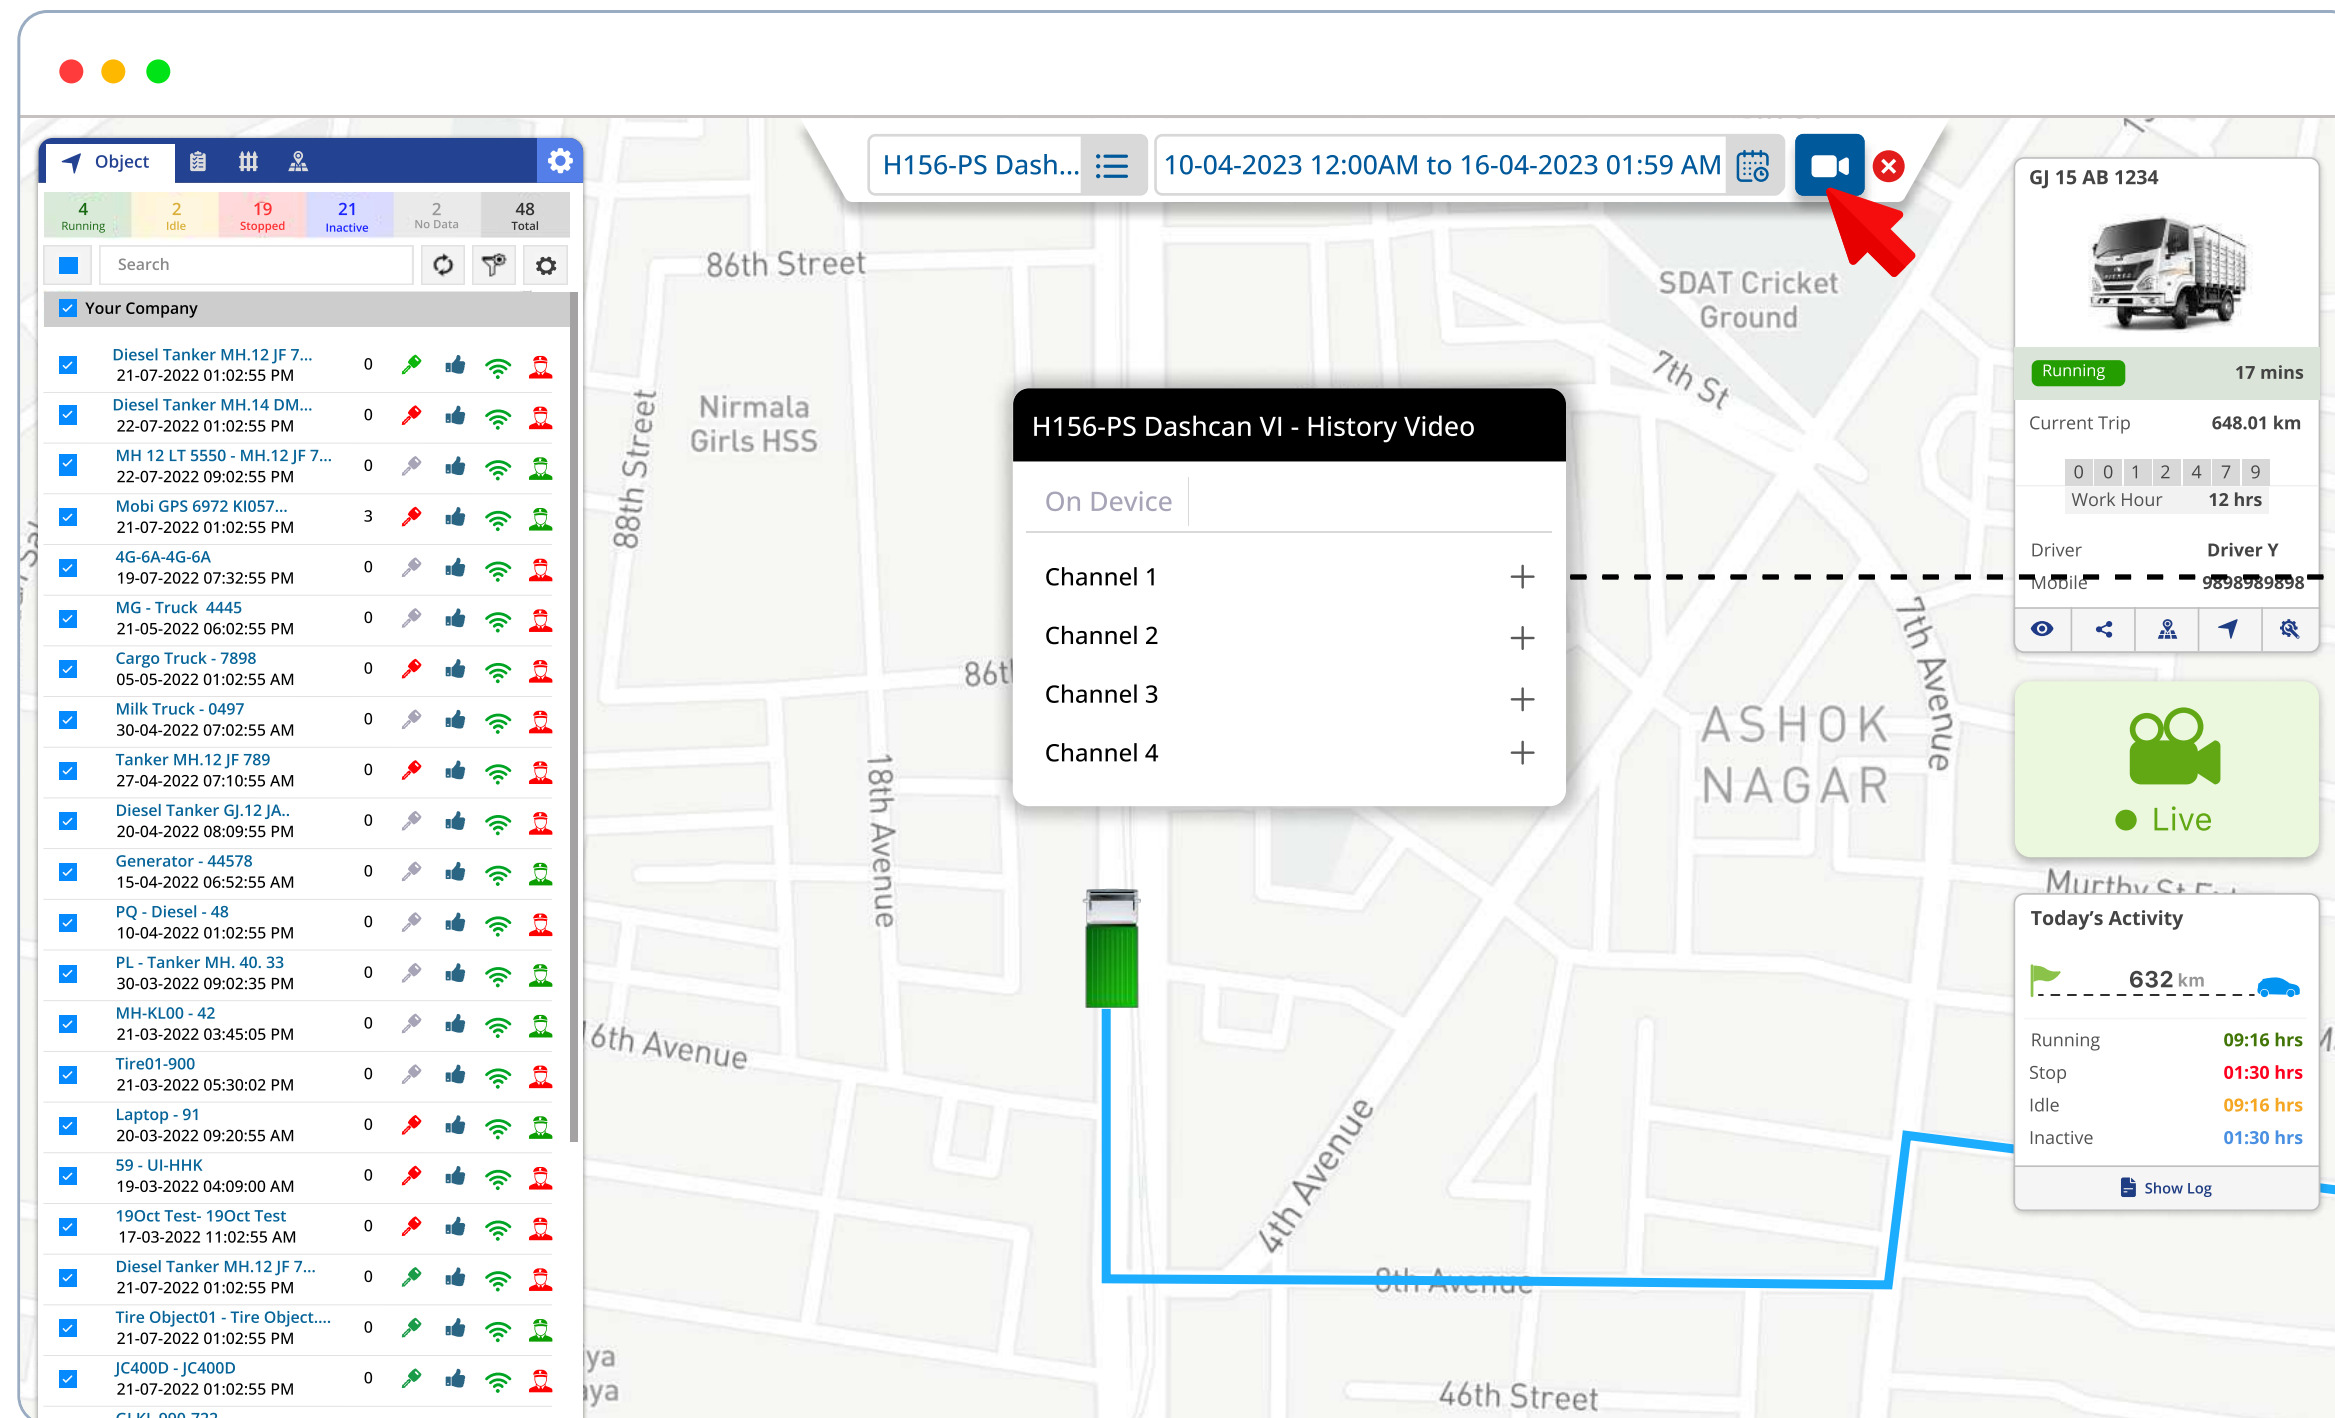 Object
4
Running
2
Idle
19
Stopped
21
Inactive
2
No Data
48
Total
Search
Your Company
Diesel Tanker MH.12 JF 7... 0
21-07-2022 01:02:55 PM
Diesel Tanker MH.14 DM... 0
22-07-2022 01:02:55 PM
MH 12 LT 5550 - MH.12 JF 7... 0
22-07-2022 09:02:55 PM
Mobi GPS 6972 KI057... 3
21-07-2022 01:02:55 PM
4G-6A-4G-6A 0
19-07-2022 07:32:55 PM
MG - Truck 4445 0
21-05-2022 06:02:55 PM
Cargo Truck - 7898 0
05-05-2022 01:02:55 AM
Milk Truck - 0497 0
30-04-2022 07:02:55 AM
Tanker MH.12 JF 789 0
27-04-2022 07:10:55 AM
Diesel Tanker GJ.12 JA.. 0
20-04-2022 08:09:55 PM
Generator - 44578 0
15-04-2022 06:52:55 AM
PQ - Diesel - 48 0
10-04-2022 01:02:55 PM
PL - Tanker MH. 40. 33 0
30-03-2022 09:02:35 PM
MH-KL00 - 42 0
21-03-2022 03:45:05 PM
Tire01-900 0
21-03-2022 05:30:02 PM
Laptop - 91 0
20-03-2022 09:20:55 AM
59 - UI-HHK 0
19-03-2022 04:09:00 AM
19Oct Test- 19Oct Test 0
17-03-2022 11:02:55 AM
Diesel Tanker MH.12 JF 7... 0
21-07-2022 01:02:55 PM
Tire Object01 - Tire Object.... 0
21-07-2022 01:02:55 PM
JC400D - JC400D 0
21-07-2022 01:02:55 PM
H156-PS Dash...
10-04-2023 12:00AM to 16-04-2023 01:59 AM
86th Street
SDAT Cricket
Ground
7th St
Nirmala
Girls HSS
88th Street
H156-PS Dashcan VI - History Video
On Device
Channel 1
Channel 2
Channel 3
Channel 4
7th Avenue
ASHOK
NAGAR
18th Avenue
16th Avenue
4th Avenue
8th Avenue
46th Street
GJ 15 AB 1234
Running 17 mins
Current Trip 648.01 km
0 0 1 2 4 7 9
Work Hour 12 hrs
Driver Driver Y
Mobile 9898989898
Live
Murthy St
Today’s Activity
632 km
Running 09:16 hrs
Stop 01:30 hrs
Idle 09:16 hrs
Inactive 01:30 hrs
Show Log